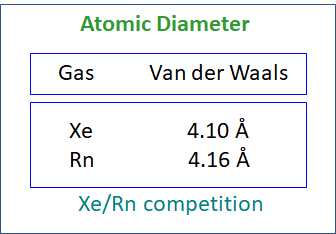 Atomic Diameter
Gas Van der Waals
Xe 4.10 Å
Rn 4.16 Å
Xe/Rn competition